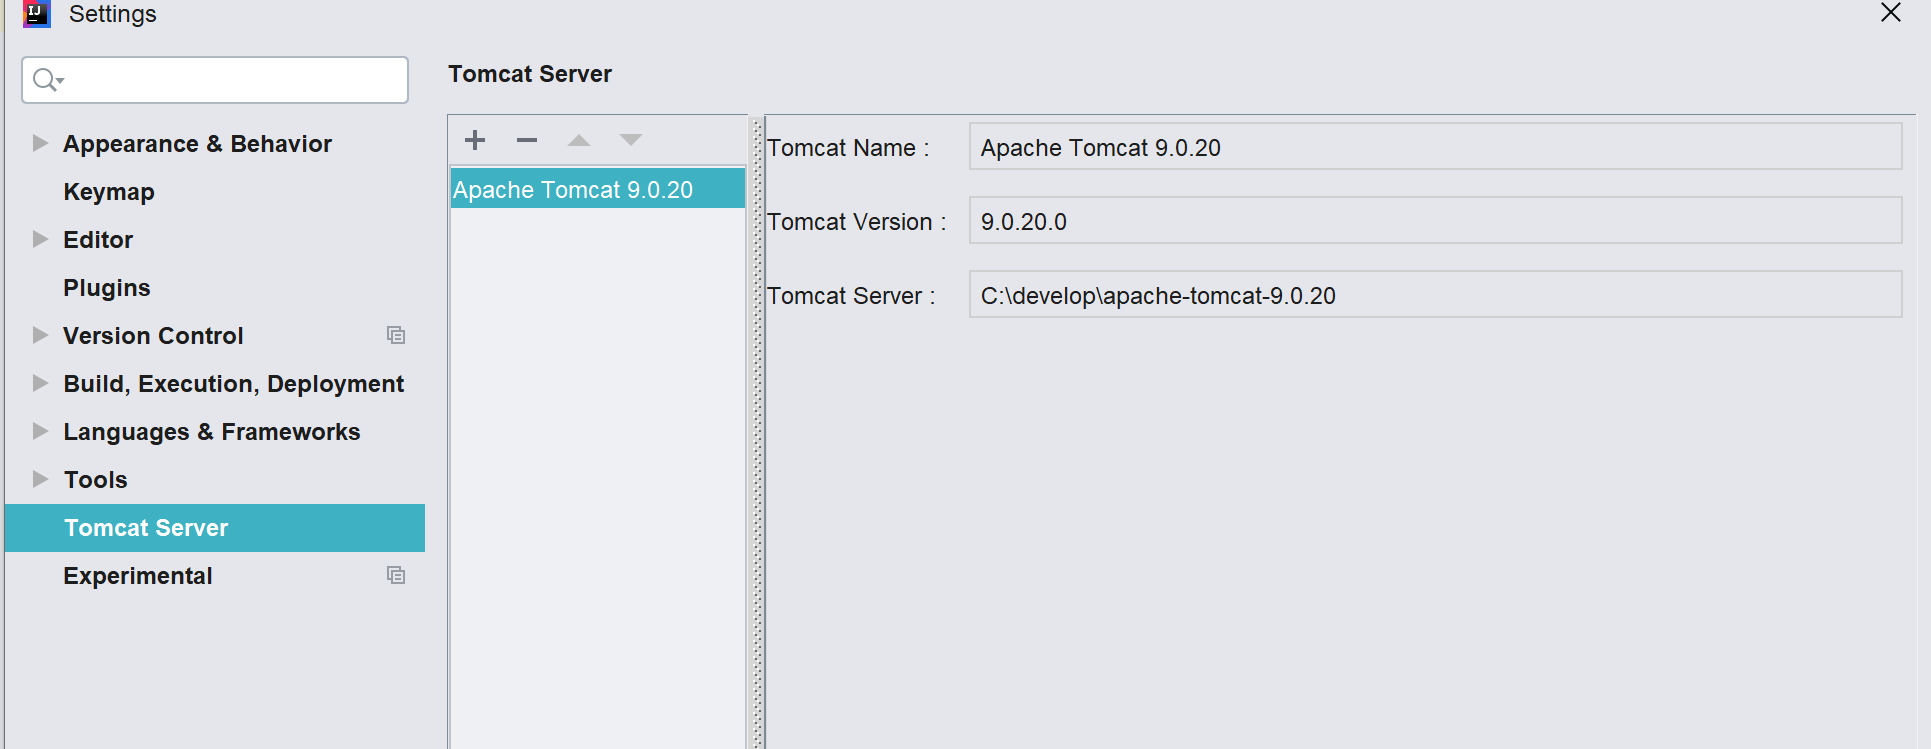 IJ
Settings
Appearance & Behavior
Keymap
Editor
Plugins
Version Control
Build, Execution, Deployment
Languages & Frameworks
Tools
Tomcat Server
Experimental
Tomcat Server
Apache Tomcat 9.0.20
Tomcat Name : Apache Tomcat 9.0.20
Tomcat Version : 9.0.20.0
Tomcat Server : C:\develop\apache-tomcat-9.0.20